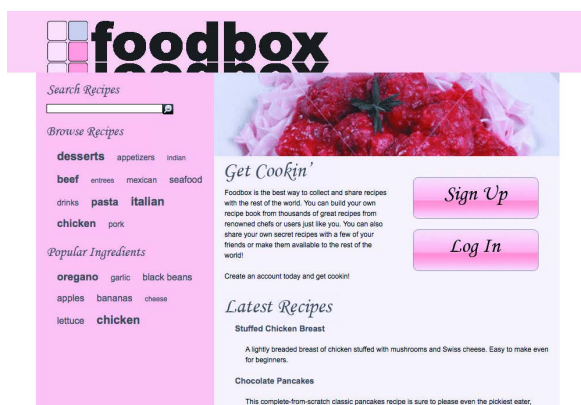 foodbox
Search Recipes
Browse Recipes
desserts appetizers indian
beef entrees mexican seafood
drinks pasta italian
chicken pork
Popular Ingredients
oregano garlic black beans
apples bananas cheese
lettuce chicken
Get Cookin'
Foodbox is the best way to collect and share recipes
with the rest of the world. You can build your own
recipe book from thousands of great recipes from
renowned chefs or users just like you. You can also
share your own secret recipes with a few of your
friends or make them available to the rest of the
world!
Create an account today and get cookin!
Sign Up
Log In
Latest Recipes
Stuffed Chicken Breast
A lightly breaded breast of chicken stuffed with mushrooms and Swiss cheese. Easy to make even
for beginners.
Chocolate Pancakes
This complete-from-scratch classic pancakes recipe is sure to please even the pickiest eater,